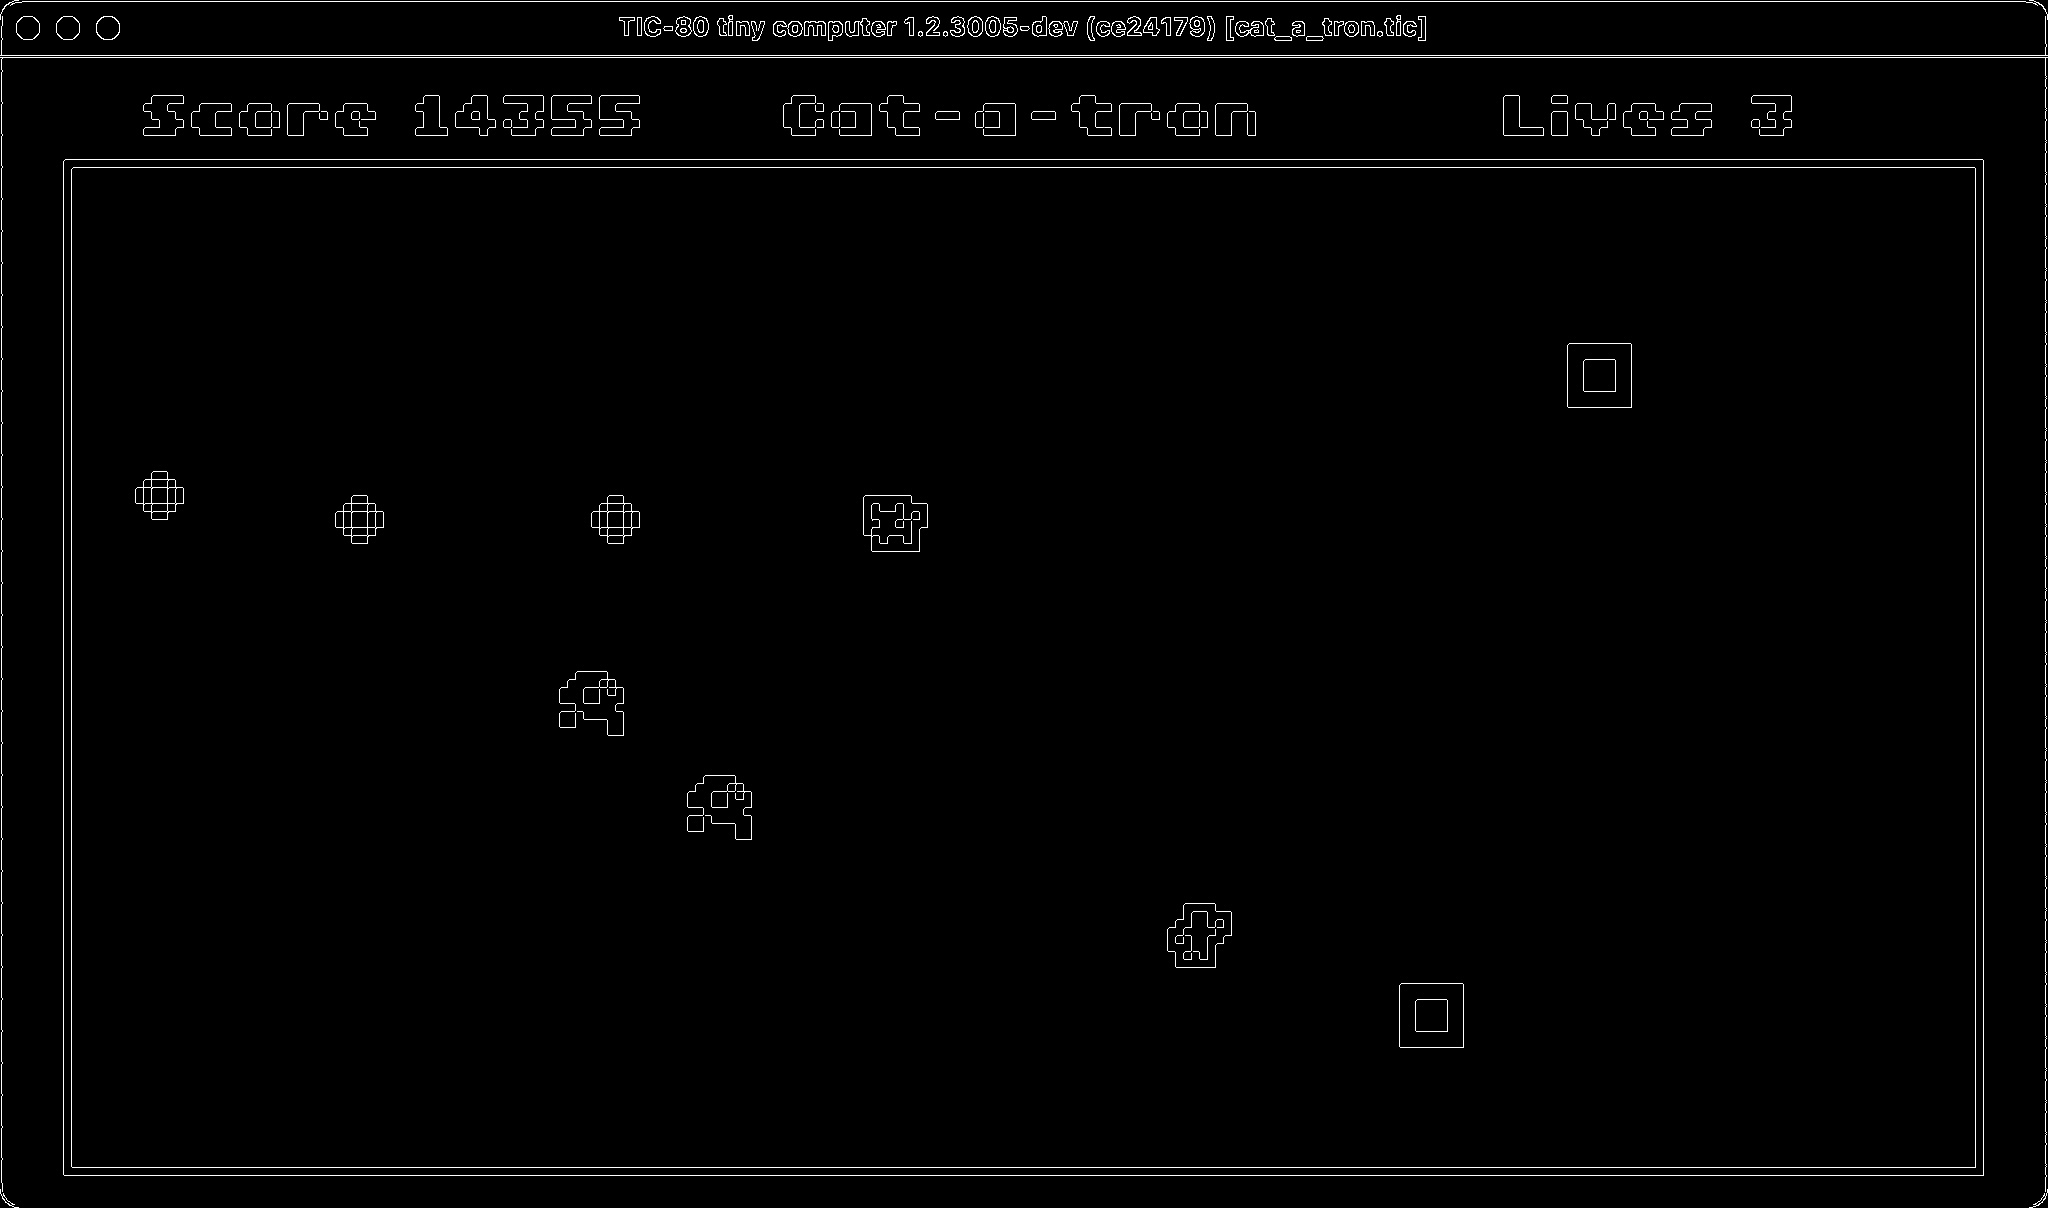 TIC-80 tiny computer 1.2.3005-dev (ce24179) [cat_a_tron.tic]
Score 14355 Cat-a-tron Lives 3